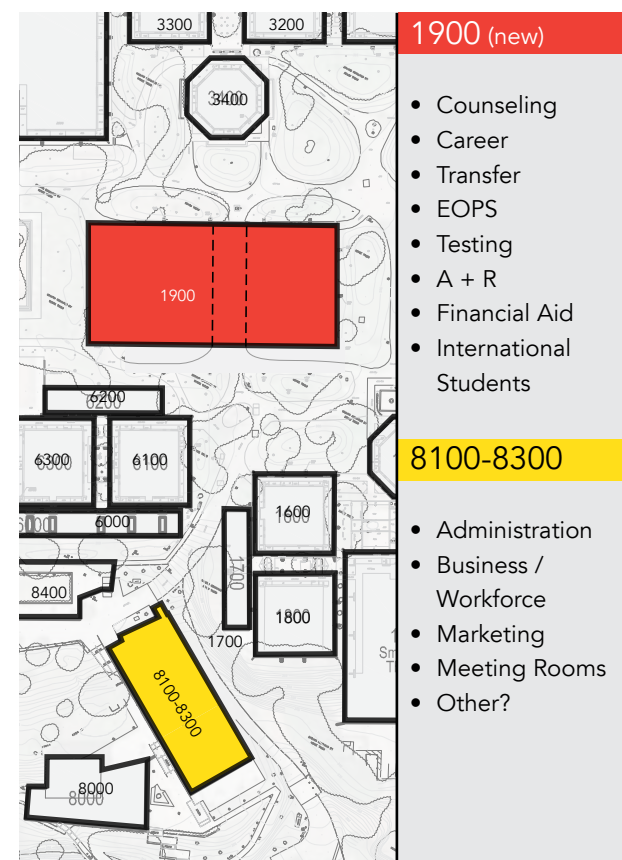 3300
3200
3400
1900
6200
6300
6100
6000
1600
8400
1700
1800
1700
8100-8300
8000
1900 (new)
• Counseling
• Career
• Transfer
• EOPS
• Testing
• A + R
• Financial Aid
• International
Students
8100-8300
• Administration
• Business /
Workforce
• Marketing
• Meeting Rooms
• Other?